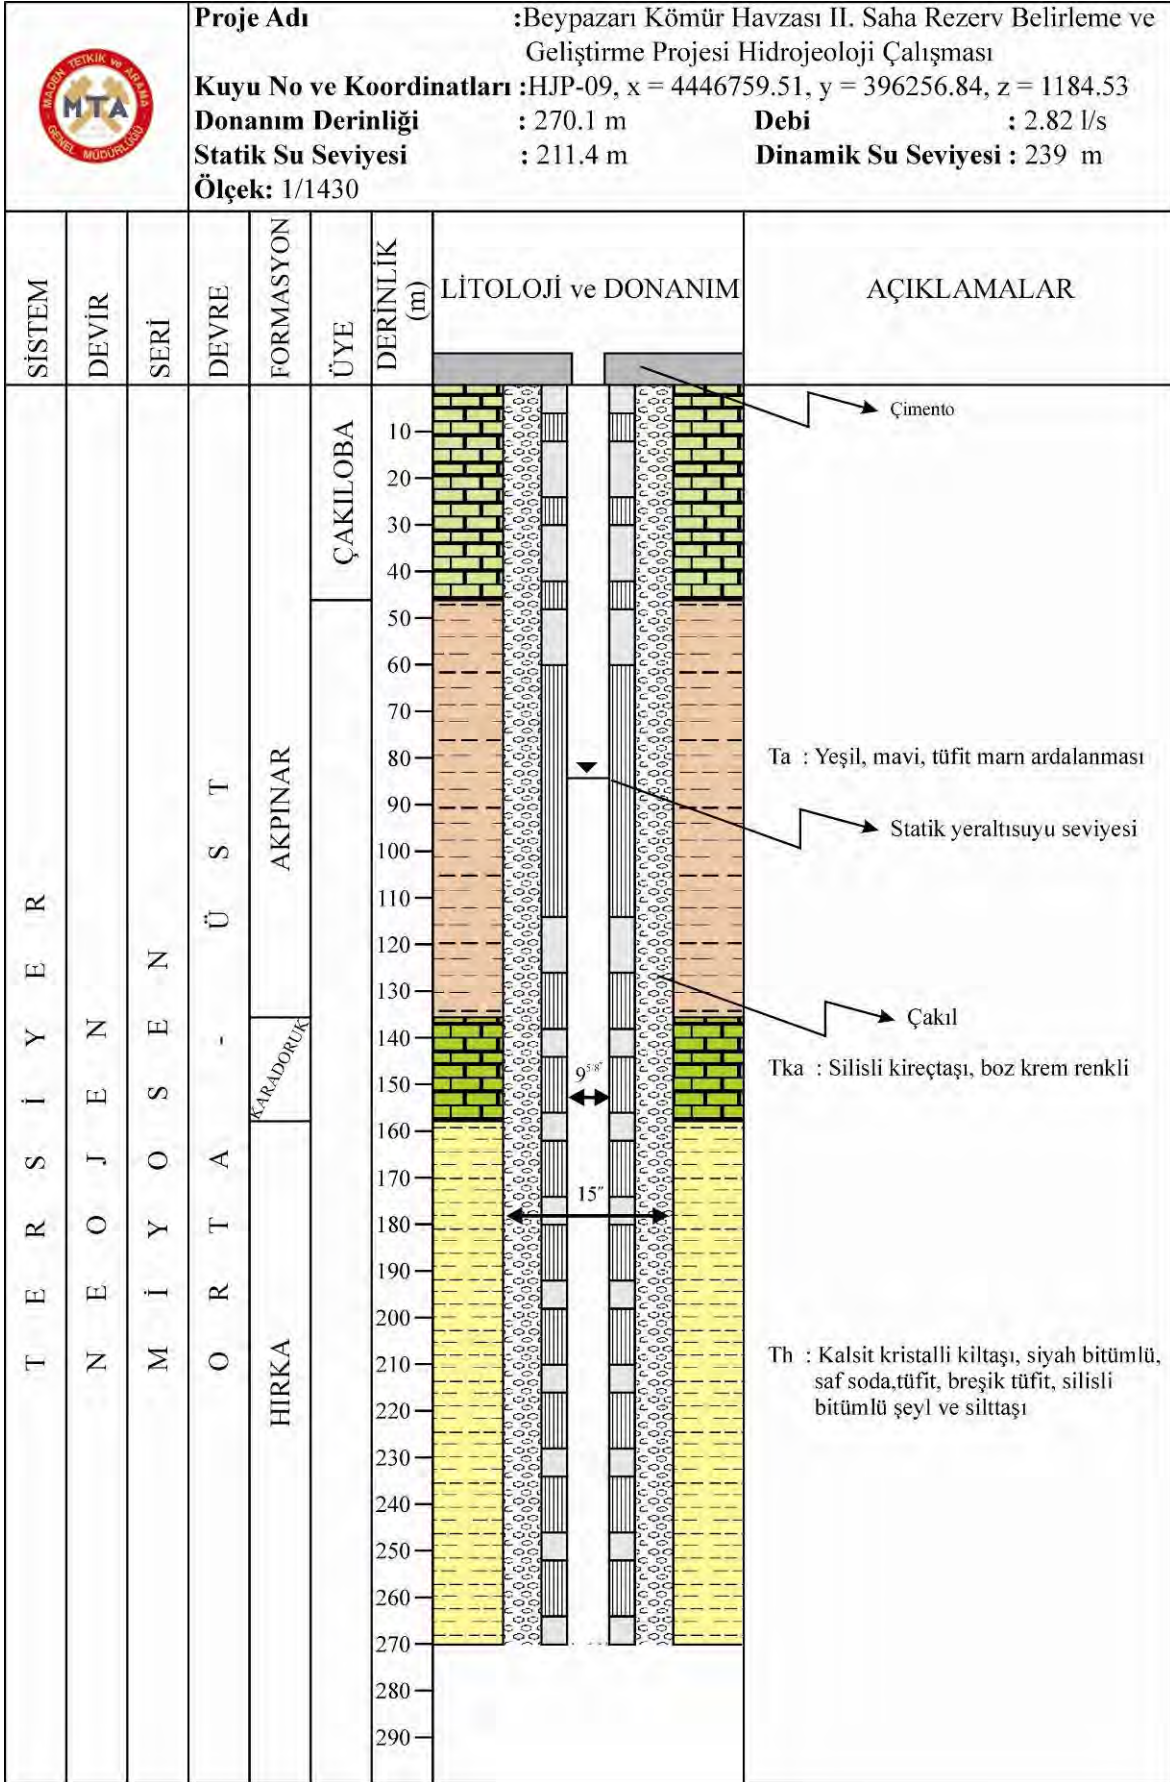 MADEN TETKİK ve ARAMA
MTA
GENEL MÜDÜRLÜĞÜ
Proje Adı :Beypazarı Kömür Havzası II. Saha Rezerv Belirleme ve
Geliştirme Projesi Hidrojeoloji Çalışması
Kuyu No ve Koordinatları :HJP-09, x = 4446759.51, y = 396256.84, z = 1184.53
Donanım Derinliği : 270.1 m Debi : 2.82 l/s
Statik Su Seviyesi : 211.4 m Dinamik Su Seviyesi : 239 m
Ölçek: 1/1430
SİSTEM
DEVİR
SERİ
DEVRE
FORMASYON
ÜYE
DERİNLİK
(m)
LİTOLOJİ ve DONANIM
AÇIKLAMALAR
TERSİYER
NEOJEN
MİYOSEN
ORTA - ÜST
AKPINAR
KARADORUK
HIRKA
ÇAKILOBA
10
20
30
40
50
60
70
80
90
100
110
120
130
140
150
160
170
180
190
200
210
220
230
240
250
260
270
280
290
9 5/8"
15"
Çimento
Ta : Yeşil, mavi, tüfit marn ardalanması
Statik yeraltısuyu seviyesi
Çakıl
Tka : Silisli kireçtaşı, boz krem renkli
Th : Kalsit kristalli kiltaşı, siyah bitümlü,
saf soda,tüfit, breşik tüfit, silisli
bitümlü şeyl ve silttaşı